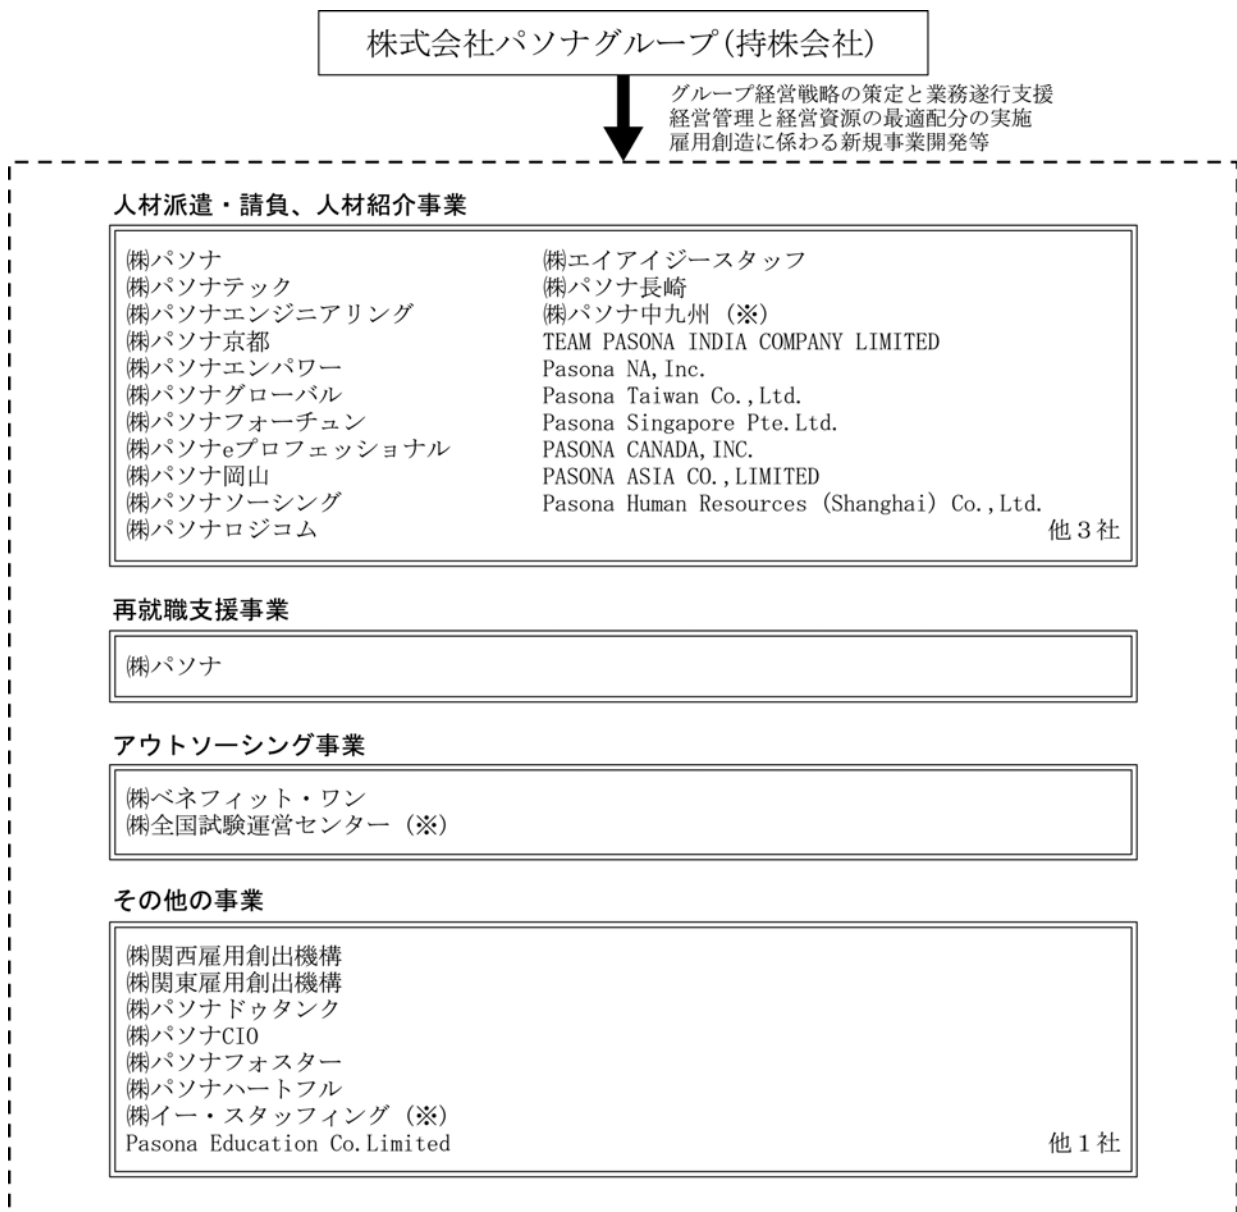 株式会社パソナグループ(持株会社)
グループ経営戦略の策定と業務遂行支援
経営管理と経営資源の最適配分の実施
雇用創造に係わる新規事業開発等
人材派遣・請負、人材紹介事業
㈱パソナ
㈱パソナテック
㈱パソナエンジニアリング
㈱パソナ京都
㈱パソナエンパワー
㈱パソナグローバル
㈱パソナフォーチュン
㈱パソナeプロフェッショナル
㈱パソナ岡山
㈱パソナソーシング
㈱パソナロジコム
㈱エイアイジースタッフ
㈱パソナ長崎
㈱パソナ中九州（※）
TEAM PASONA INDIA COMPANY LIMITED
Pasona NA,Inc.
Pasona Taiwan Co.,Ltd.
Pasona Singapore Pte.Ltd.
PASONA CANADA,INC.
PASONA ASIA CO.,LIMITED
Pasona Human Resources (Shanghai) Co.,Ltd.
他３社
再就職支援事業
㈱パソナ
アウトソーシング事業
㈱ベネフィット・ワン
㈱全国試験運営センター（※）
その他の事業
㈱関西雇用創出機構
㈱関東雇用創出機構
㈱パソナドゥタンク
㈱パソナCIO
㈱パソナフォスター
㈱パソナハートフル
㈱イー・スタッフィング（※）
Pasona Education Co.Limited
他１社